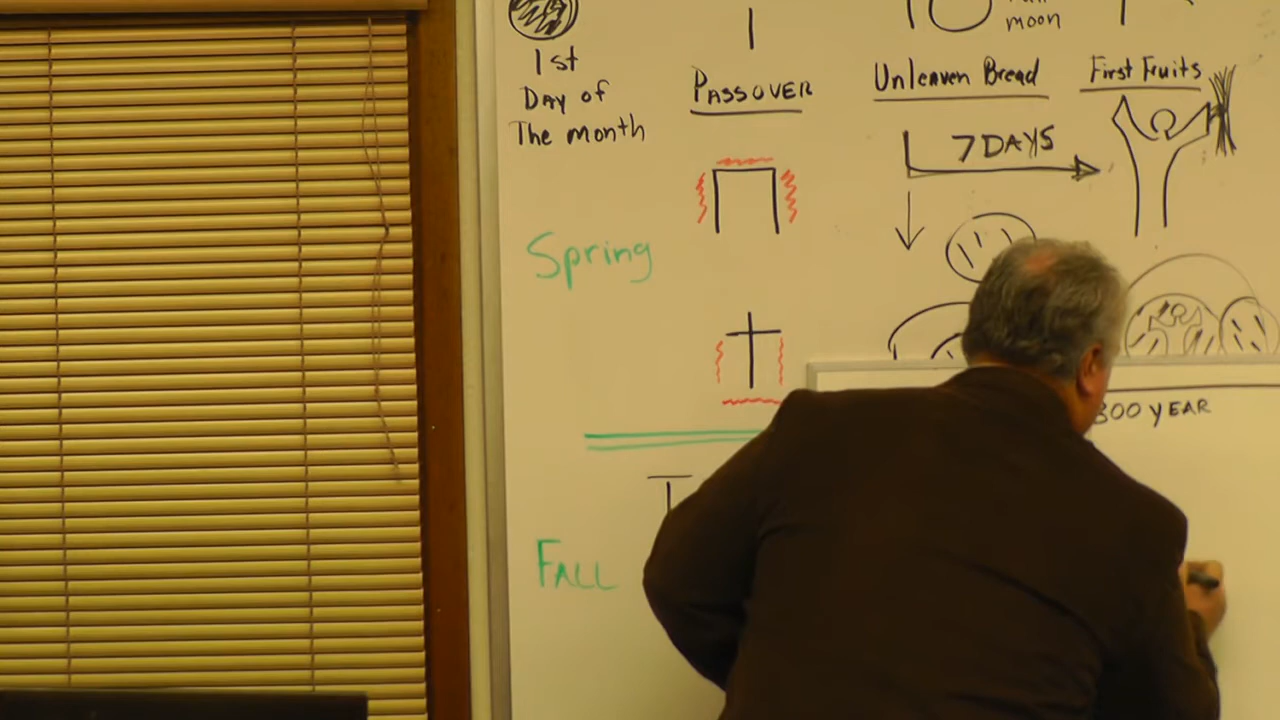 moon
1st
DAY of
The month
PASSOVER
Unleaven Bread
First Fruits
7 DAYS
Spring
300 YEAR
FALL